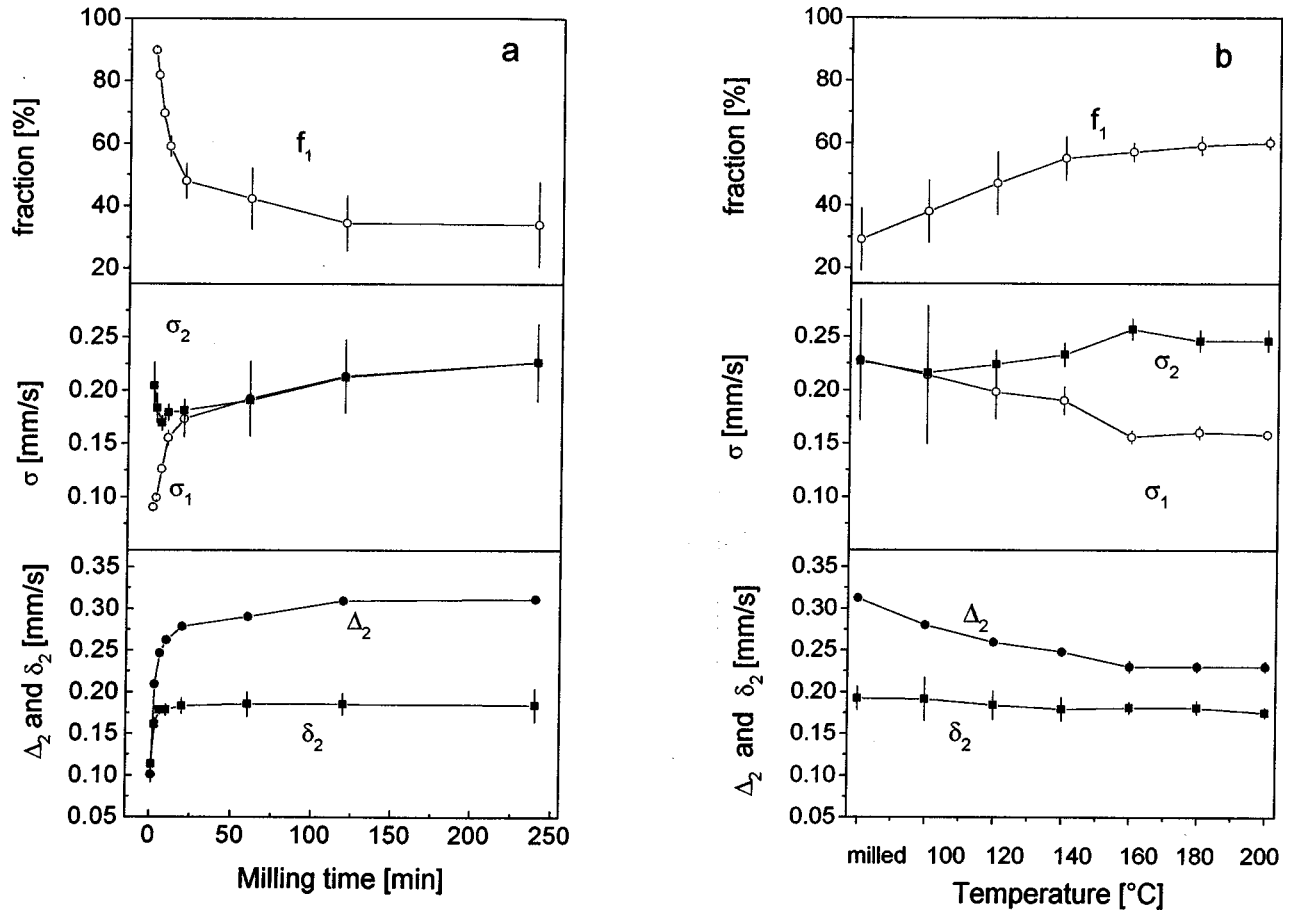 a
fraction [%]
100
80
60
40
20
f₁
σ [mm/s]
0.25
0.20
0.15
0.10
σ₂
σ₁
Δ₂ and δ₂ [mm/s]
0.35
0.30
0.25
0.20
0.15
0.10
0.05
Δ₂
δ₂
0 50 100 150 200 250
Milling time [min]
b
fraction [%]
100
80
60
40
20
f₁
σ [mm/s]
0.25
0.20
0.15
0.10
σ₂
σ₁
Δ₂ and δ₂ [mm/s]
0.35
0.30
0.25
0.20
0.15
0.10
0.05
Δ₂
δ₂
milled 100 120 140 160 180 200
Temperature [°C]